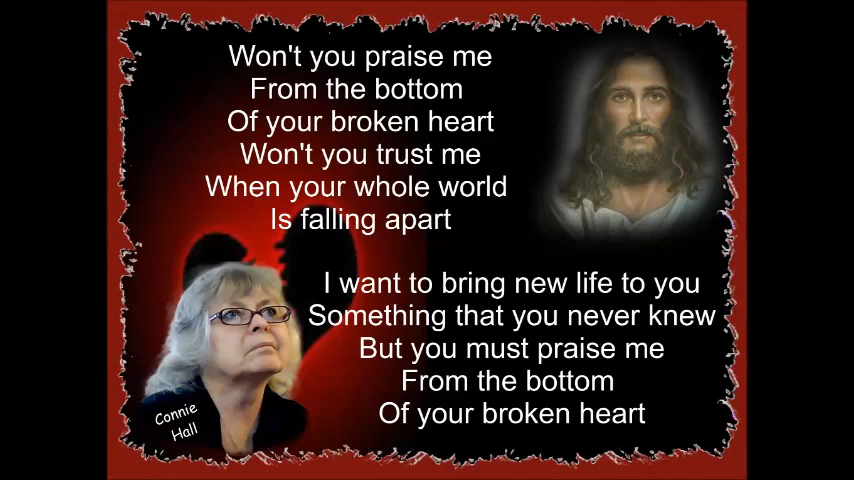 Won't you praise me
From the bottom
Of your broken heart
Won't you trust me
When your whole world
Is falling apart
I want to bring new life to you
Something that you never knew
But you must praise me
From the bottom
Of your broken heart
Connie
Hall